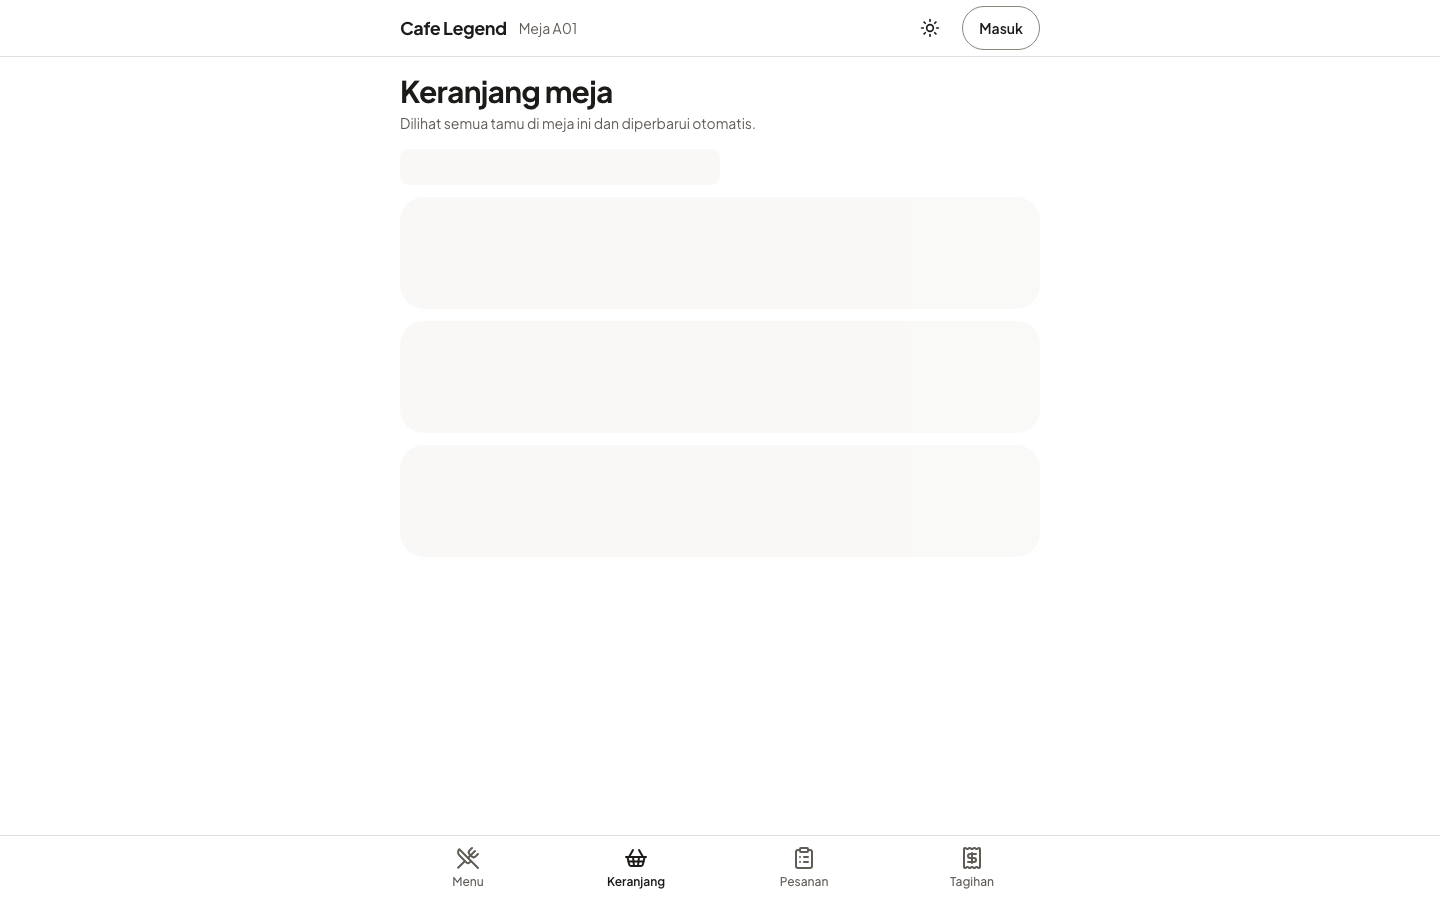 Cafe Legend Meja A01 Masuk
Keranjang meja
Dilihat semua tamu di meja ini dan diperbarui otomatis.
Menu Keranjang Pesanan Tagihan